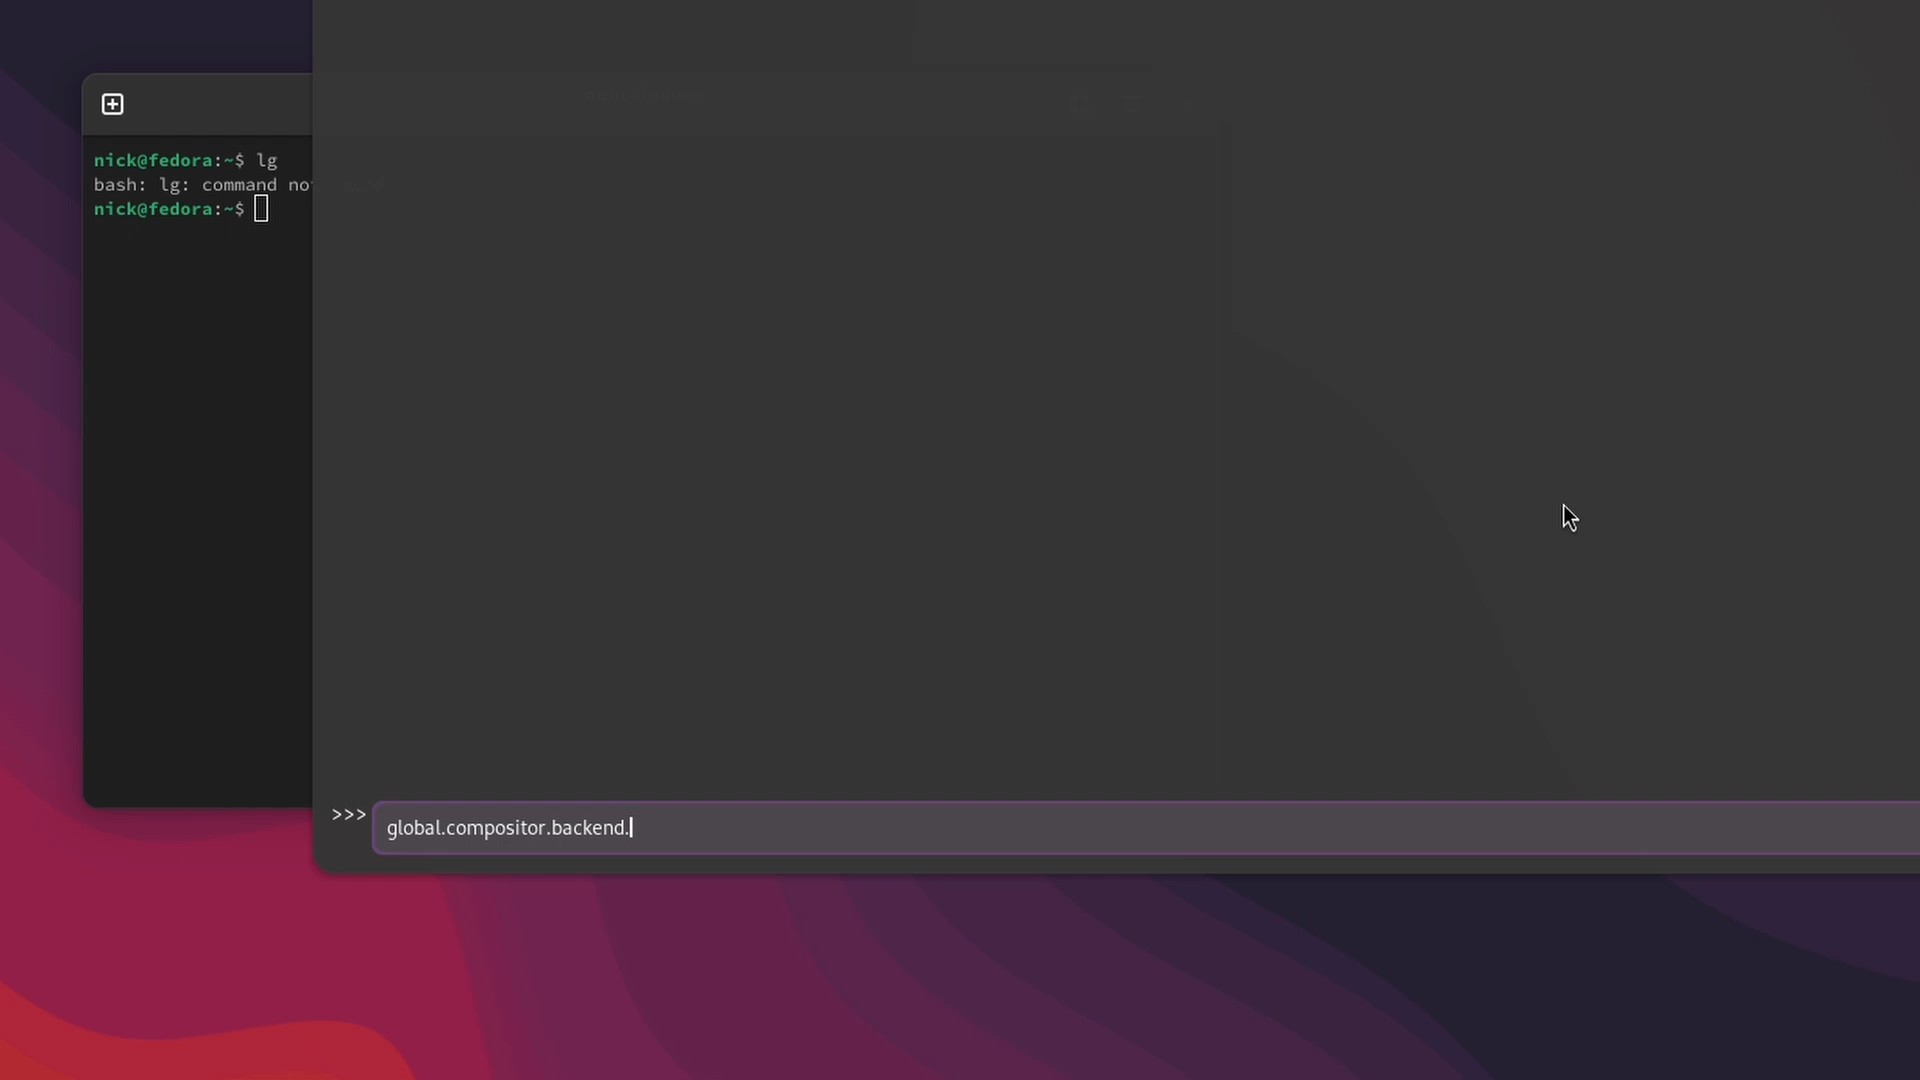 nick@fedora:~$ lg
bash: lg: command no
nick@fedora:~$
>>> global.compositor.backend.